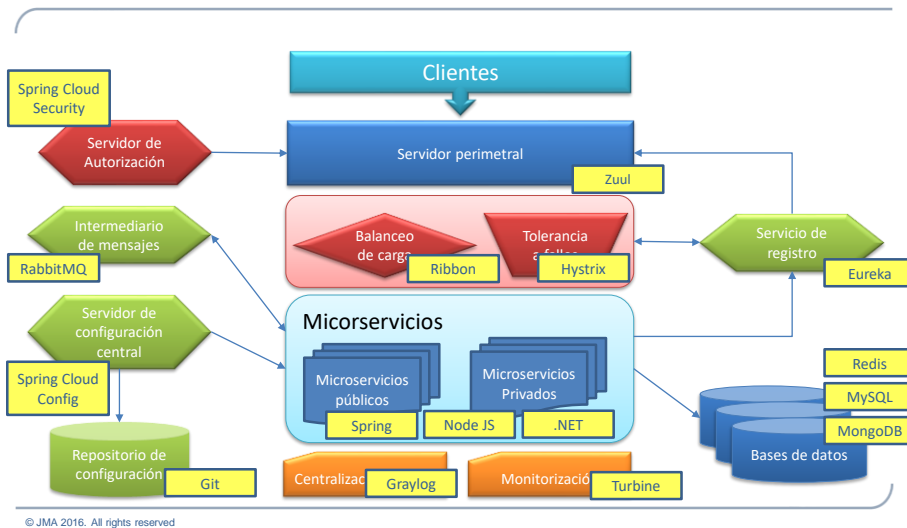 Clientes
Spring Cloud
Security
Servidor de
Autorización
Servidor perimetral
Zuul
Intermediario
de mensajes
RabbitMQ
Balanceo
de carga
Ribbon
Tolerancia
a fallos
Hystrix
Servicio de
registro
Eureka
Servidor de
configuración
central
Spring Cloud
Config
Micorservicios
Microservicios
públicos
Spring
Microservicios
Privados
Node JS
.NET
Redis
MySQL
MongoDB
Bases de datos
Repositorio de
configuración
Git
Graylog
Turbine
© JMA 2016. All rights reserved